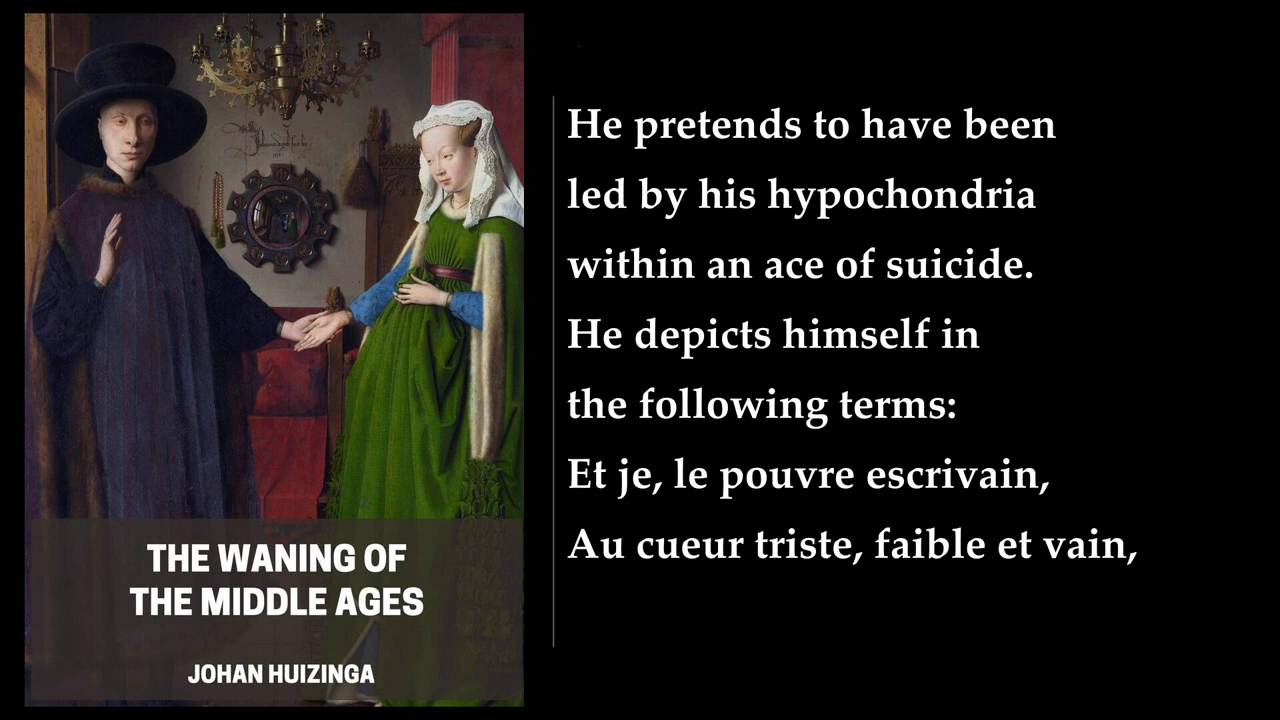 THE WANING OF
THE MIDDLE AGES
JOHAN HUIZINGA
He pretends to have been
led by his hypochondria
within an ace of suicide.
He depicts himself in
the following terms:
Et je, le pouvre escrivain,
Au cueur triste, faible et vain,